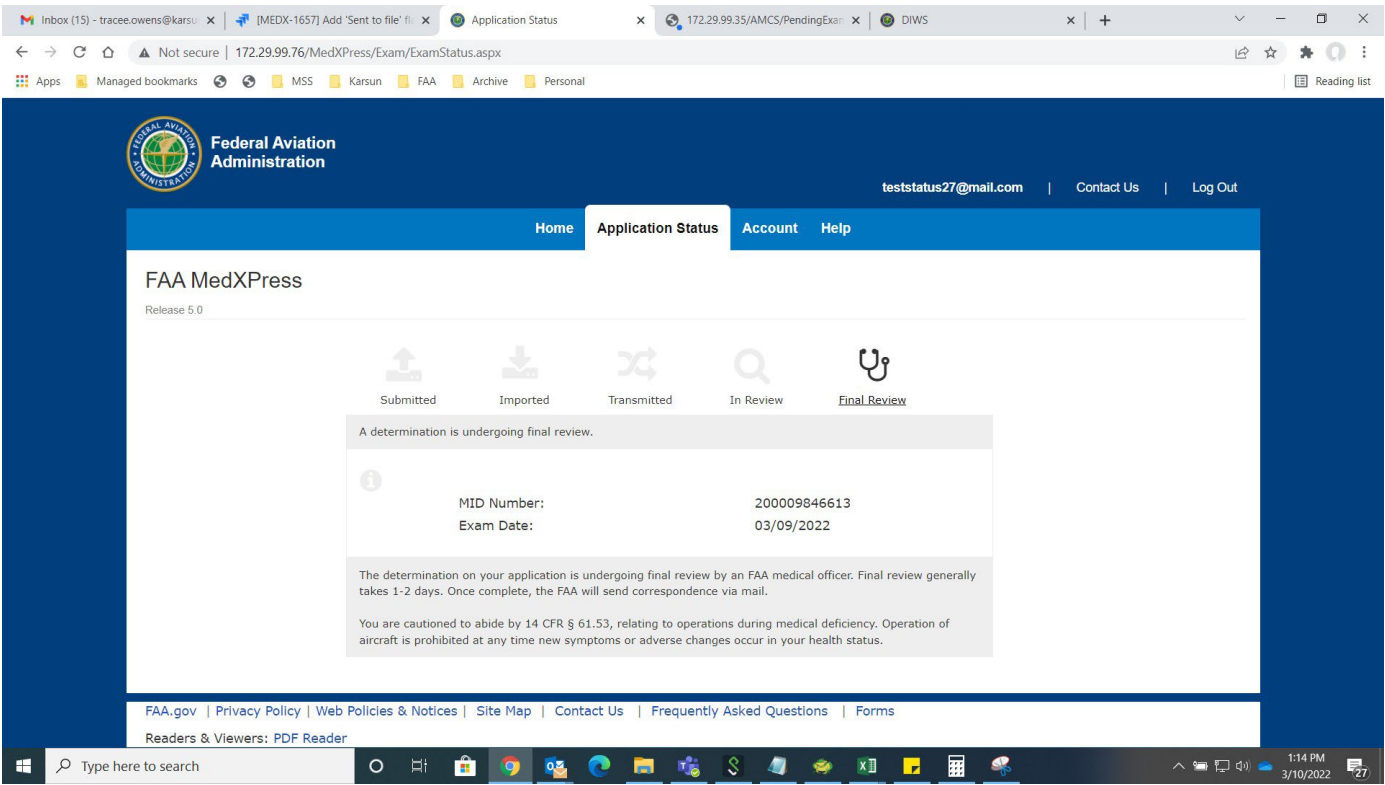 Inbox (15) - tracee.owens@karsu
[MEDX-1657] Add 'Sent to file' fl
Application Status
172.29.99.35/AMCS/PendingExan
DIWS
Not secure | 172.29.99.76/MedXPress/Exam/ExamStatus.aspx
Apps Managed bookmarks MSS Karsun FAA Archive Personal Reading list
Federal Aviation
Administration
teststatus27@mail.com | Contact Us | Log Out
Home Application Status Account Help
FAA MedXPress
Release 5.0
Submitted Imported Transmitted In Review Final Review
A determination is undergoing final review.
MID Number: 200009846613
Exam Date: 03/09/2022
The determination on your application is undergoing final review by an FAA medical officer. Final review generally
takes 1-2 days. Once complete, the FAA will send correspondence via mail.
You are cautioned to abide by 14 CFR § 61.53, relating to operations during medical deficiency. Operation of
aircraft is prohibited at any time new symptoms or adverse changes occur in your health status.
FAA.gov | Privacy Policy | Web Policies & Notices | Site Map | Contact Us | Frequently Asked Questions | Forms
Readers & Viewers: PDF Reader
Type here to search
1:14 PM
3/10/2022
27